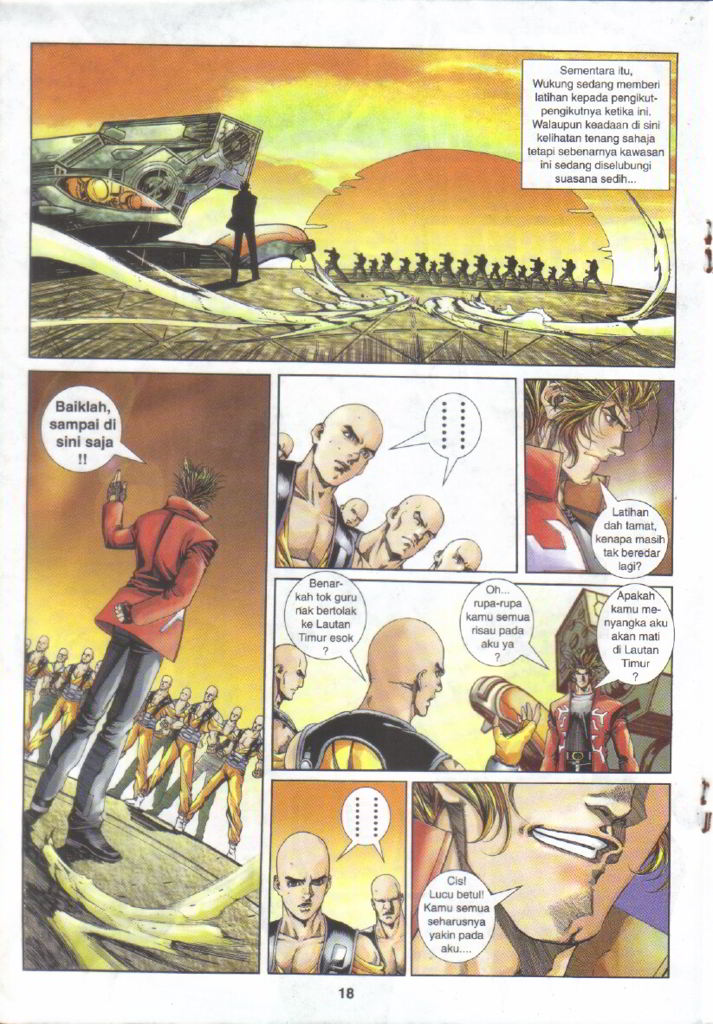 Sementara itu,
Wukung sedang memberi
latihan kepada pengikut-
pengikutnya ketika ini.
Walaupun keadaan di sini
kelihatan tenang sahaja
tetapi sebenarnya kawasan
ini sedang diselubungi
suasana sedih...
Baiklah,
sampai di
sini saja
!!
Latihan
dah tamat,
kenapa masih
tak beredar
lagi?
Benar-
kah tok guru
nak bertolak
ke Lautan
Timur esok
?
Oh...
rupa-rupa
kamu semua
risau pada
aku ya
?
Apakah
kamu me-
nyangka aku
akan mati
di Lautan
Timur
?
Cis!
Lucu betul!
Kamu semua
seharusnya
yakin pada
aku....
18